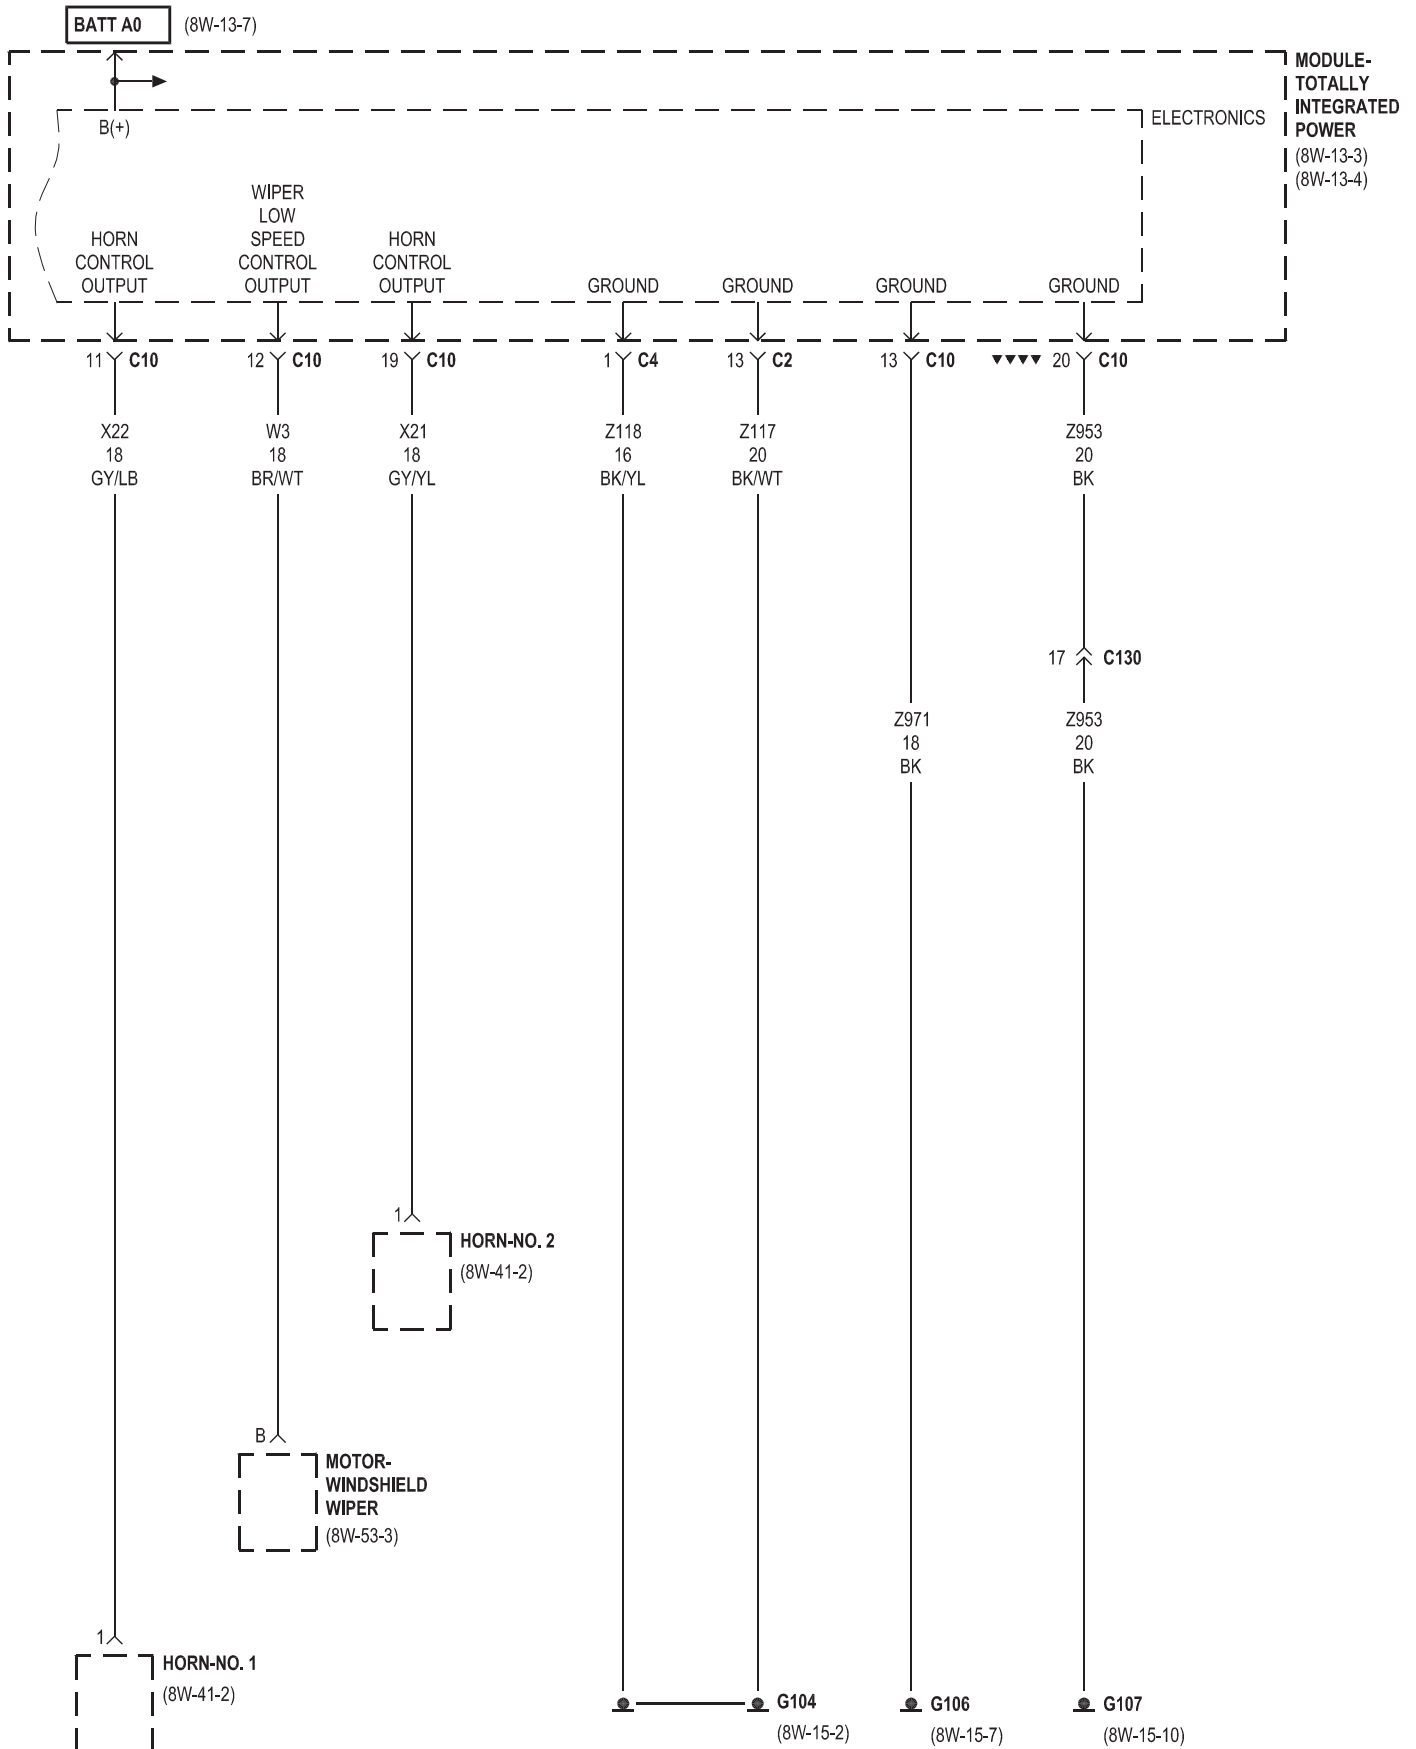 BATT A0 (8W-13-7)
MODULE-
TOTALLY
INTEGRATED
POWER
(8W-13-3)
(8W-13-4)
ELECTRONICS
B(+)
HORN
CONTROL
OUTPUT
WIPER
LOW
SPEED
CONTROL
OUTPUT
HORN
CONTROL
OUTPUT
GROUND
GROUND
GROUND
GROUND
11 C10
12 C10
19 C10
1 C4
13 C2
13 C10
20 C10
X22
18
GY/LB
W3
18
BR/WT
X21
18
GY/YL
Z118
16
BK/YL
Z117
20
BK/WT
Z953
20
BK
17 C130
Z971
18
BK
Z953
20
BK
1
HORN-NO. 2
(8W-41-2)
B
MOTOR-
WINDSHIELD
WIPER
(8W-53-3)
1
HORN-NO. 1
(8W-41-2)
G104
(8W-15-2)
G106
(8W-15-7)
G107
(8W-15-10)